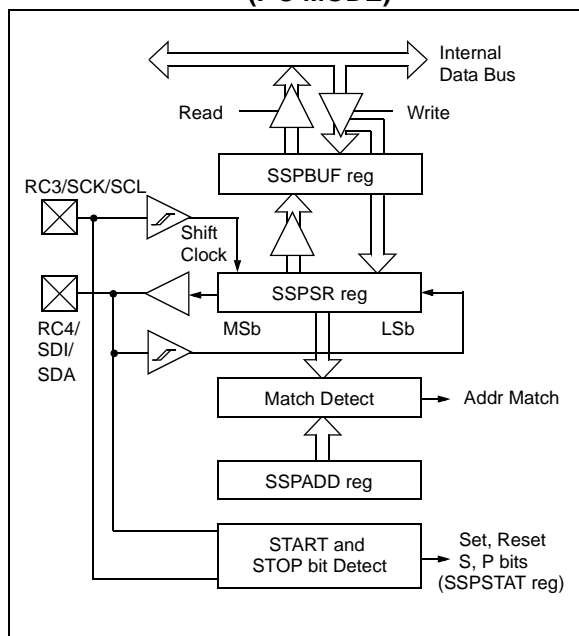 (I²C MODE)
Internal
Data Bus
Read
Write
SSPBUF reg
RC3/SCK/SCL
Shift
Clock
SSPSR reg
MSb
LSb
RC4/
SDI/
SDA
Match Detect
Addr Match
SSPADD reg
START and
STOP bit Detect
Set, Reset
S, P bits
(SSPSTAT reg)